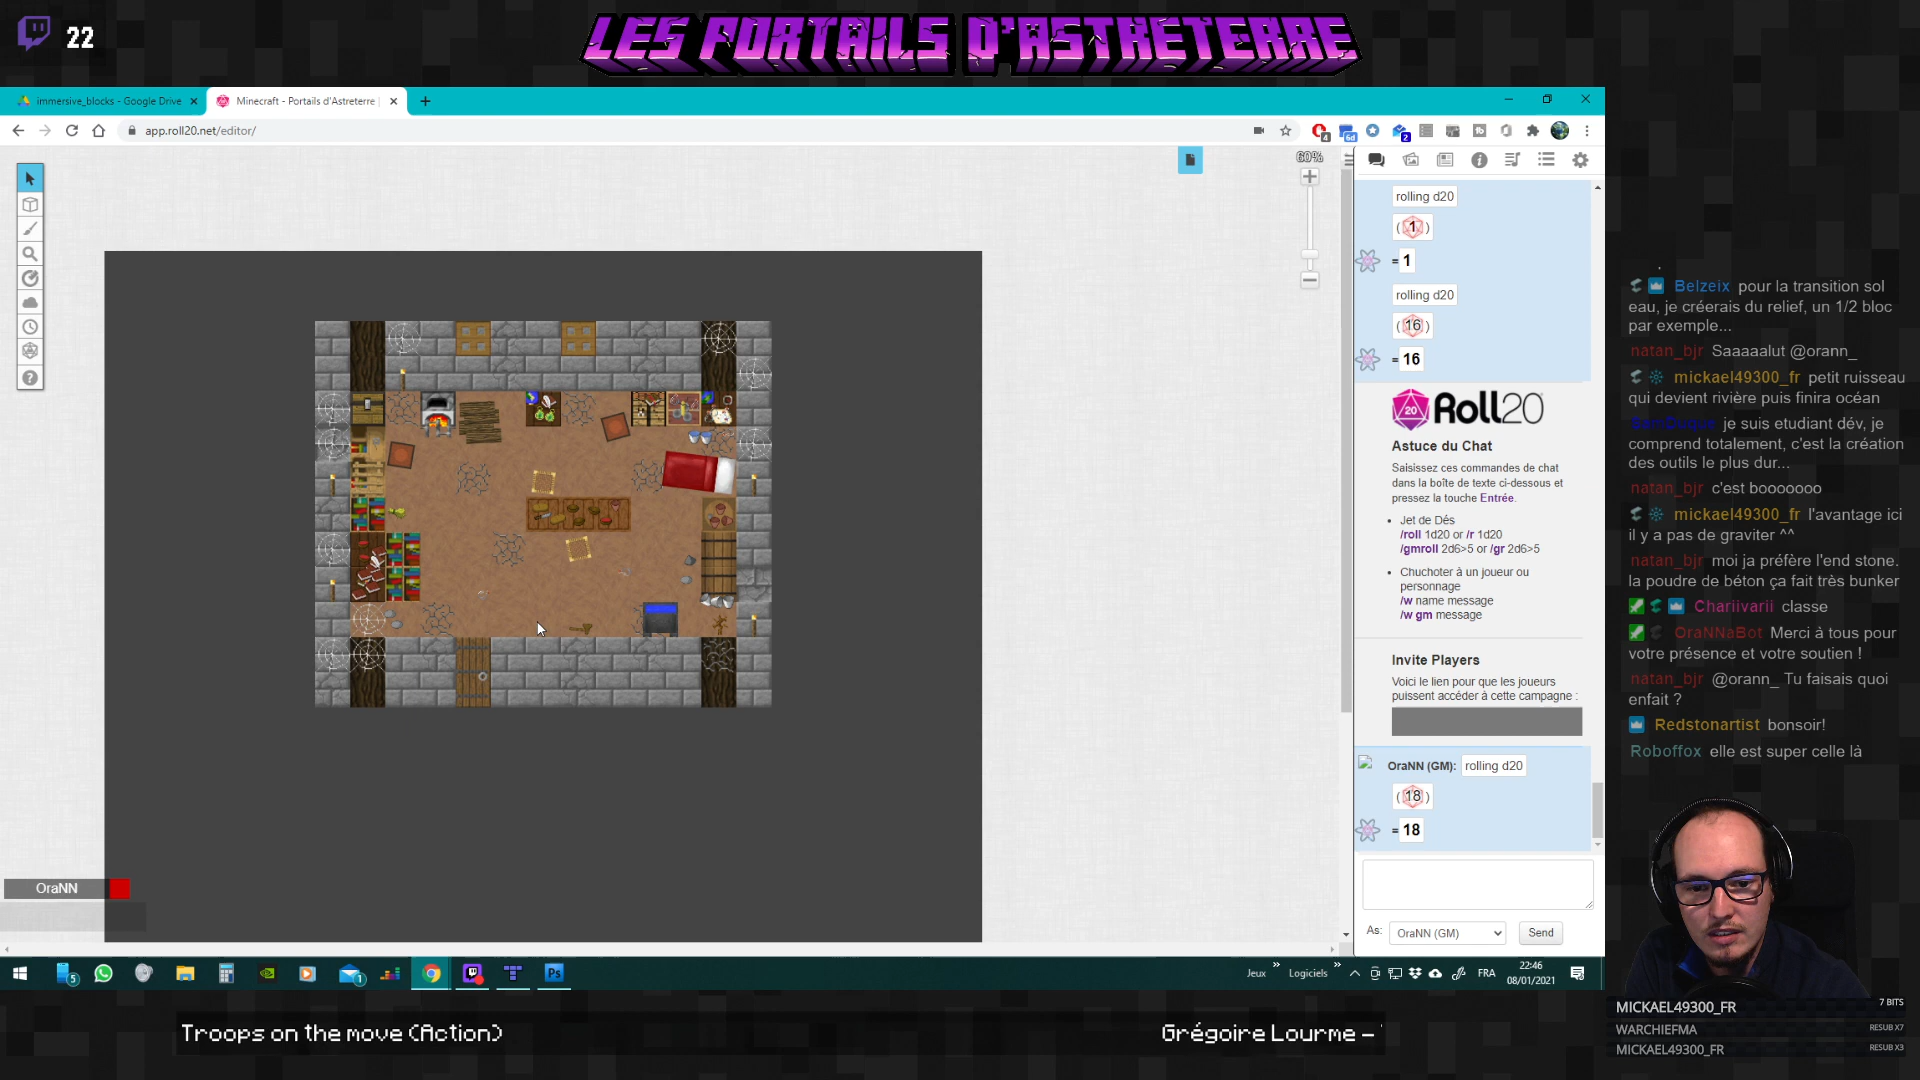 22
LES PORTAILS D'ASTRÉTERRE
immersive_blocks - Google Drive
Minecraft - Portails d'Astreterre |
app.roll20.net/editor/
4
6d
2
60%
rolling d20
(1)
=1
rolling d20
(16)
=16
20
Roll20
Astuce du Chat
Saisissez ces commandes de chat
dans la boîte de texte ci-dessous et
pressez la touche Entrée.
Jet de Dés
/roll 1d20 or /r 1d20
/gmroll 2d6>5 or /gr 2d6>5
Chuchoter à un joueur ou
personnage
/w name message
/w gm message
Invite Players
Voici le lien pour que les joueurs
puissent accéder à cette campagne :
OraNN (GM): rolling d20
(18)
=18
As: OraNN (GM)
Send
OraNN
Belzeix pour la transition sol
eau, je créerais du relief, un 1/2 bloc
par exemple...
natan_bjr Saaaaalut @orann_
mickael49300_fr petit ruisseau
qui devient rivière puis finira océan
je suis etudiant dév, je
comprend totalement, c'est la création
des outils le plus dur...
natan_bjr c'est booooooo
mickael49300_fr l'avantage ici
il y a pas de graviter ^^
natan_bjr moi ja préfère l'end stone.
la poudre de béton ça fait très bunker
Chariivarii classe
OraNNaBot Merci à tous pour
votre présence et votre soutien !
natan_bjr @orann_ Tu faisais quoi
enfait ?
Redstonartist bonsoir!
Roboffox elle est super celle là
5
1
Ps
Jeux »
Logiciels »
FRA
22:46
08/01/2021
Troops on the move (Action)
Grégoire Lourme –
MICKAEL49300_FR 7 BITS
WARCHIEFMA RESUB X7
MICKAEL49300_FR RESUB X3